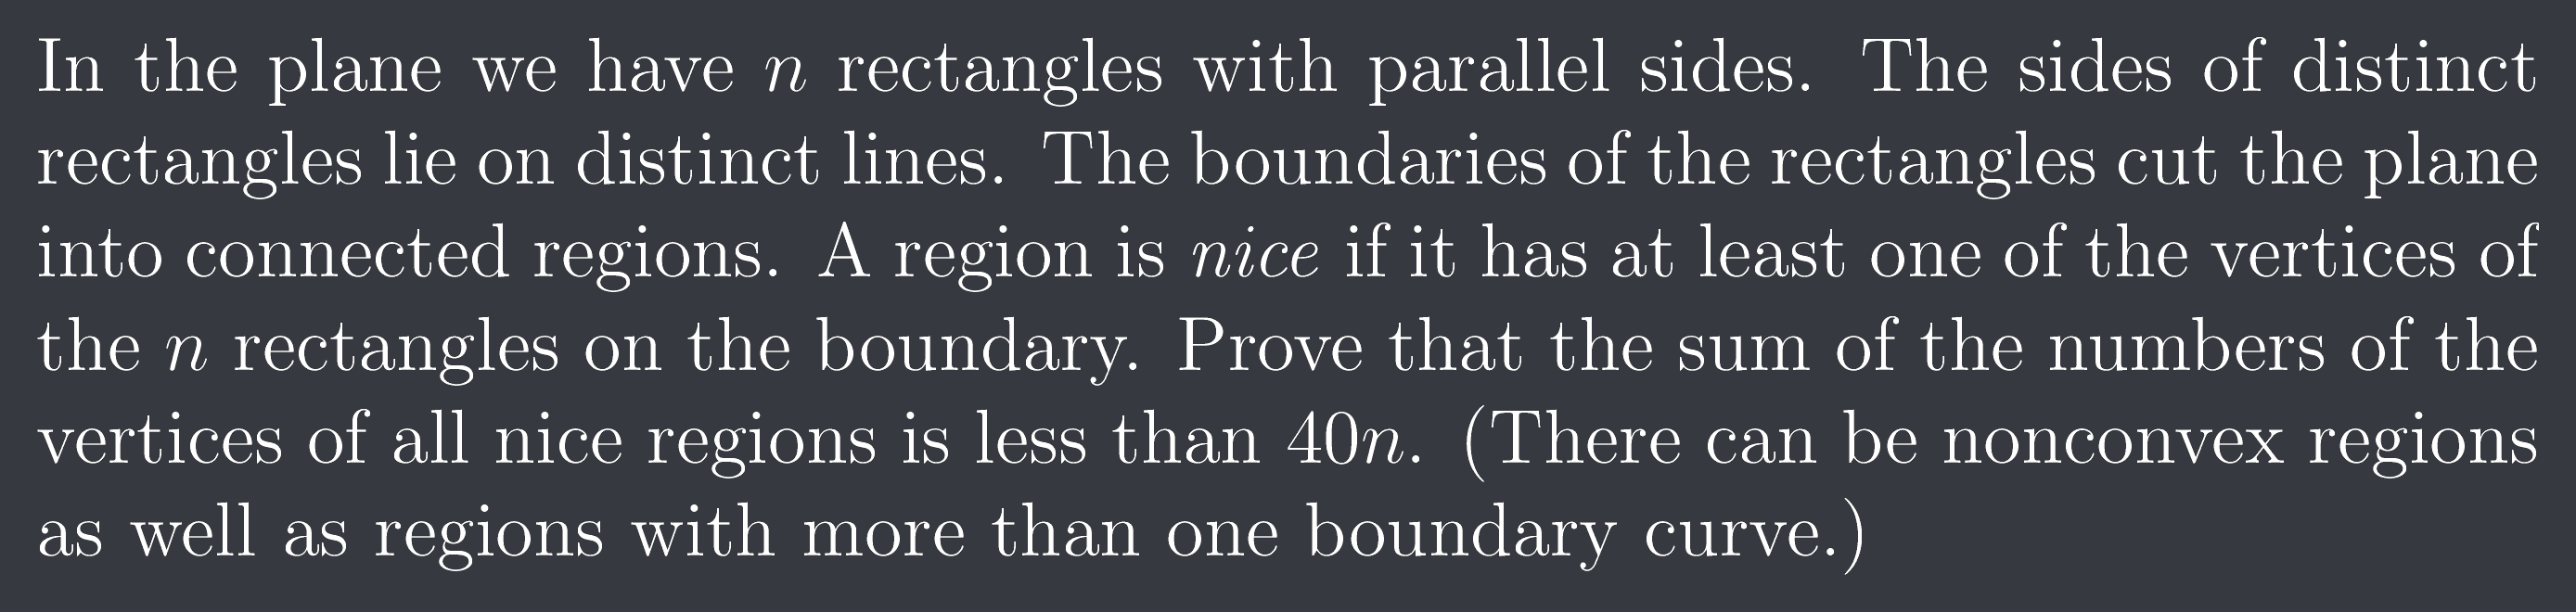 In the plane we have n rectangles with parallel sides. The sides of distinct
rectangles lie on distinct lines. The boundaries of the rectangles cut the plane
into connected regions. A region is nice if it has at least one of the vertices of
the n rectangles on the boundary. Prove that the sum of the numbers of the
vertices of all nice regions is less than 40n. (There can be nonconvex regions
as well as regions with more than one boundary curve.)